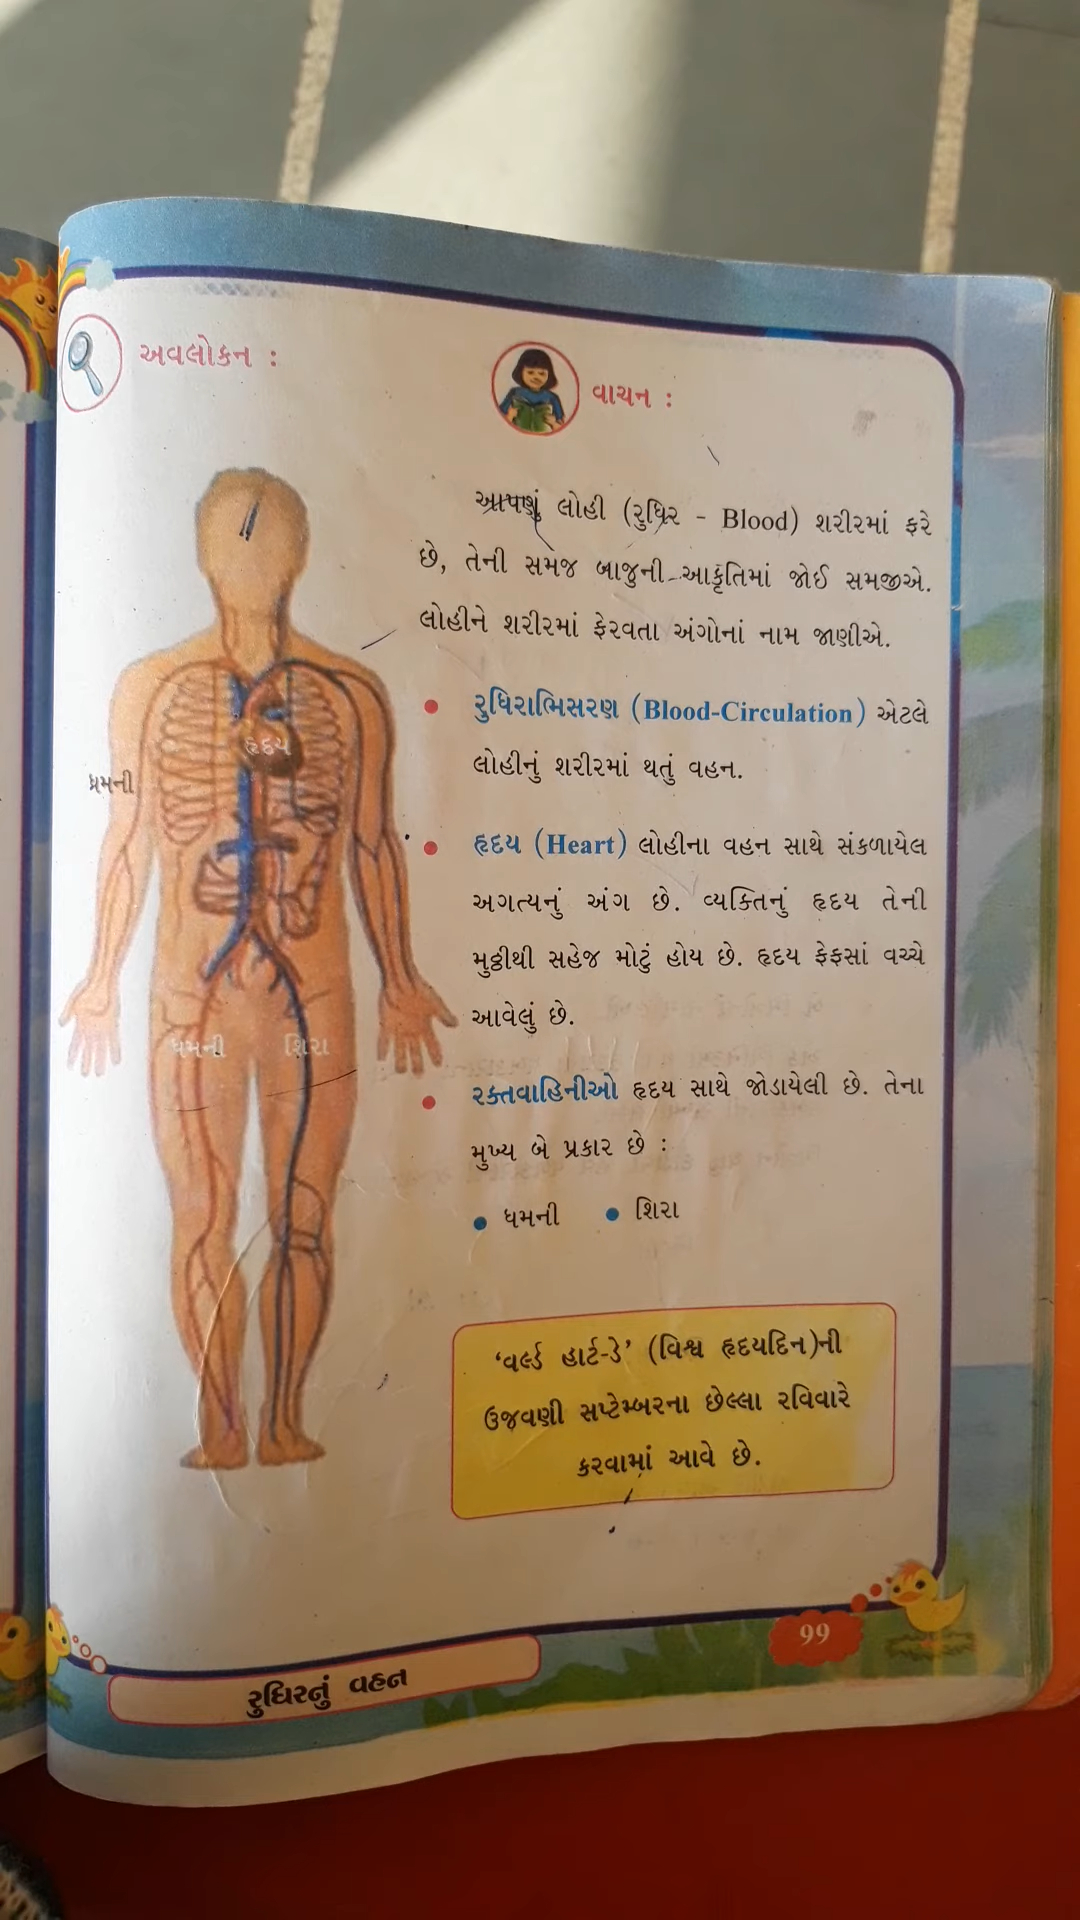 અવલોકન :
વાચન :
આપણું લોહી (રુધિર - Blood) શરીરમાં ફરે
છે, તેની સમજ બાજુની આકૃતિમાં જોઈ સમજીએ.
લોહીને શરીરમાં ફેરવતા અંગોનાં નામ જાણીએ.
• રુધિરાભિસરણ (Blood-Circulation) એટલે
લોહીનું શરીરમાં થતું વહન.
• હૃદય (Heart) લોહીના વહન સાથે સંકળાયેલ
અગત્યનું અંગ છે. વ્યક્તિનું હૃદય તેની
મુઠ્ઠીથી સહેજ મોટું હોય છે. હૃદય ફેફસાં વચ્ચે
આવેલું છે.
• રક્તવાહિનીઓ હૃદય સાથે જોડાયેલી છે. તેના
મુખ્ય બે પ્રકાર છે :
• ધમની • શિરા
હૃદય
ધમની
ધમની શિરા
‘વર્લ્ડ હાર્ટ-ડે’ (વિશ્વ હૃદયદિન)ની
ઉજવણી સપ્ટેમ્બરના છેલ્લા રવિવારે
કરવામાં આવે છે.
રુધિરનું વહન
99